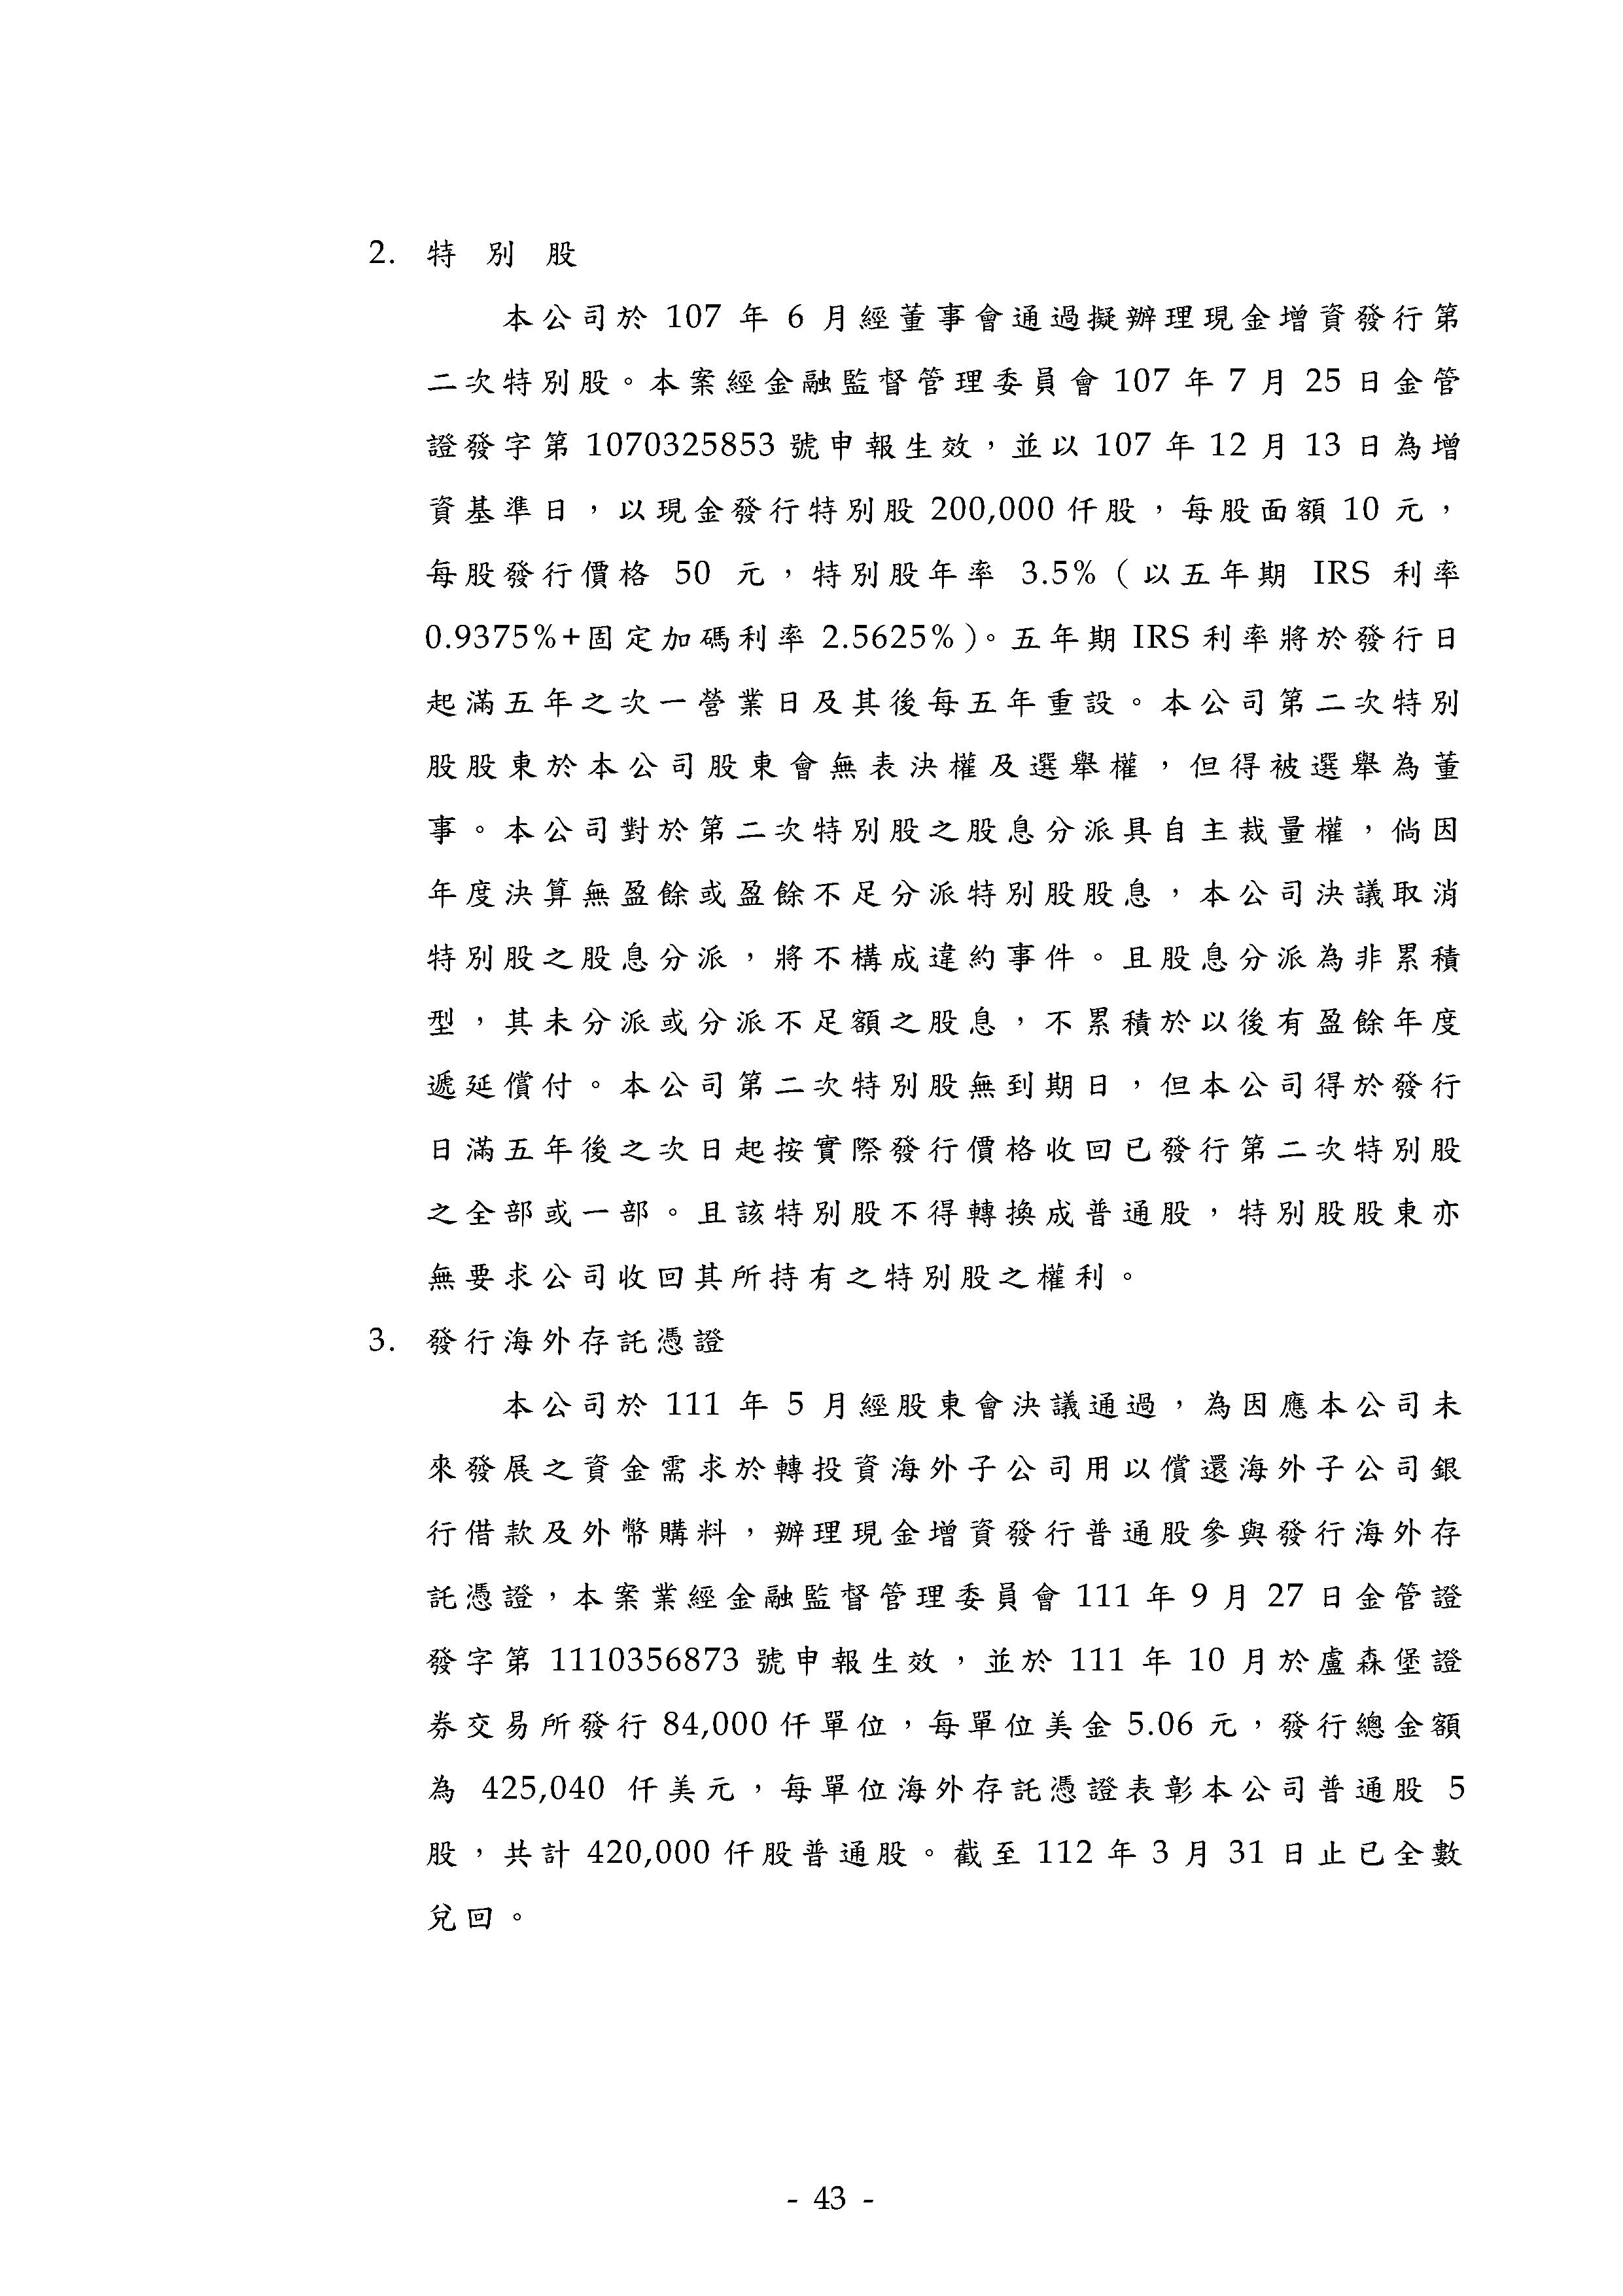 2. 特別股
本公司於 107 年 6 月經董事會通過擬辦理現金增資發行第
二次特別股。本案經金融監督管理委員會 107 年 7 月 25 日金管
證發字第 1070325853 號申報生效，並以 107 年 12 月 13 日為增
資基準日，以現金發行特別股 200,000 仟股，每股面額 10 元，
每股發行價格 50 元，特別股年率 3.5%（以五年期 IRS 利率
0.9375%+固定加碼利率 2.5625%）。五年期 IRS 利率將於發行日
起滿五年之次一營業日及其後每五年重設。本公司第二次特別
股股東於本公司股東會無表決權及選舉權，但得被選舉為董
事。本公司對於第二次特別股之股息分派具自主裁量權，倘因
年度決算無盈餘或盈餘不足分派特別股股息，本公司決議取消
特別股之股息分派，將不構成違約事件。且股息分派為非累積
型，其未分派或分派不足額之股息，不累積於以後有盈餘年度
遞延償付。本公司第二次特別股無到期日，但本公司得於發行
日滿五年後之次日起按實際發行價格收回已發行第二次特別股
之全部或一部。且該特別股不得轉換成普通股，特別股股東亦
無要求公司收回其所持有之特別股之權利。
3. 發行海外存託憑證
本公司於 111 年 5 月經股東會決議通過，為因應本公司未
來發展之資金需求於轉投資海外子公司用以償還海外子公司銀
行借款及外幣購料，辦理現金增資發行普通股參與發行海外存
託憑證，本案業經金融監督管理委員會 111 年 9 月 27 日金管證
發字第 1110356873 號申報生效，並於 111 年 10 月於盧森堡證
券交易所發行 84,000 仟單位，每單位美金 5.06 元，發行總金額
為 425,040 仟美元，每單位海外存託憑證表彰本公司普通股 5
股，共計 420,000 仟股普通股。截至 112 年 3 月 31 日止已全數
兌回。
- 43 -